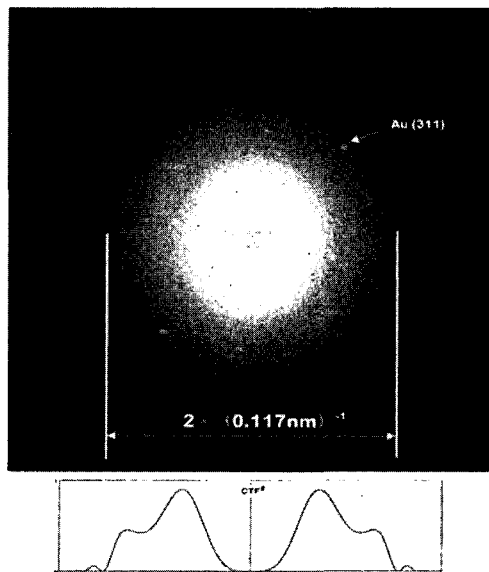 Au (311)
2 × (0.117nm)⁻¹
CTF²